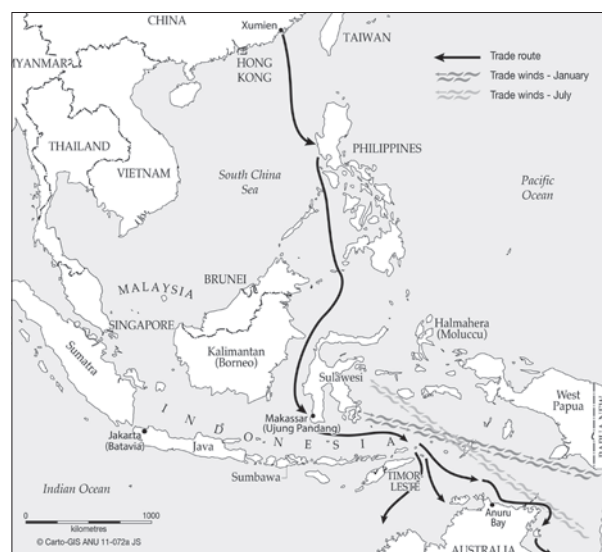 CHINA
Xumien
TAIWAN
MYANMAR
HONG
KONG
Trade route
Trade winds - January
Trade winds - July
THAILAND
VIETNAM
PHILIPPINES
South China
Sea
Pacific
Ocean
BRUNEI
MALAYSIA
SINGAPORE
Halmahera
(Moluccu)
Sumatra
Kalimantan
(Borneo)
Sulawesi
West
Papua
Makassar
(Ujung Pandang)
INDONESIA
Jakarta
(Batavia)
Java
Sumbawa
TIMOR
LESTE
Indian Ocean
Anuru
Bay
0 1000
kilometres
© Carto-GIS ANU 11-072a JS
AUSTRALIA